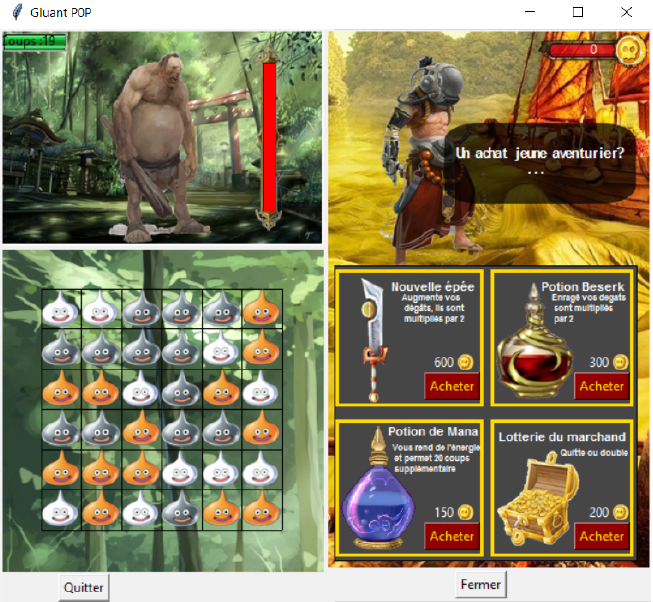 Gluant POP
oups :19
0
Un achat jeune aventurier?
...
Nouvelle épée
Augmente vos
dégâts, ils sont
multipliés par 2
600
Acheter
Potion Beserk
Enragé vos degats
sont multipliés
par 2
300
Acheter
Potion de Mana
Vous rend de l'énergie
et permet 20 coups
supplémentaire
150
Acheter
Lotterie du marchand
Quitte ou double
200
Acheter
Quitter
Fermer